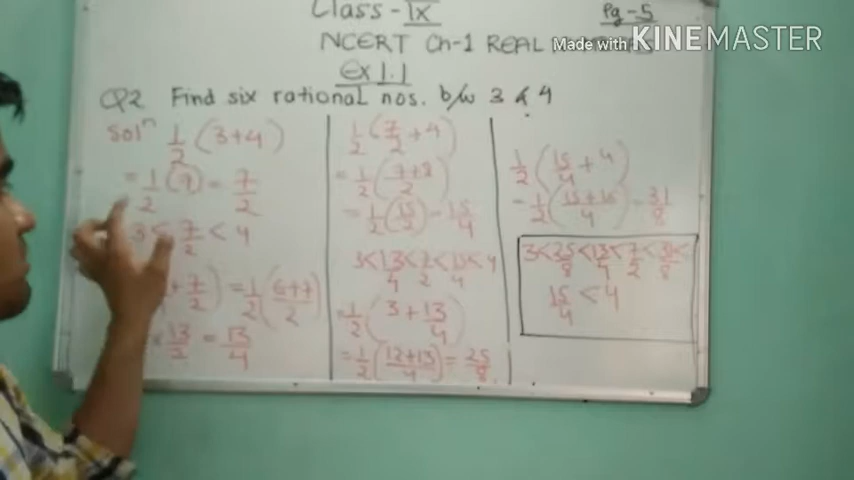 Class - IX
Pg - 5
NCERT Ch-1 REAL
Made with KINEMASTER
Ex 1.1
Q2 Find six rational nos. b/w 3 & 4
Solⁿ 1/2 (3+4)
= 1/2 (7) = 7/2
3 < 7/2 < 4
+ 7/2) = 1/2 (6+7/2)
× 13/2 = 13/4
1/2 (7/2 + 4)
= 1/2 (7+8/2)
= 1/2 (15/2) = 15/4
3 < 13/4 < 7/2 < 15/4 < 4
= 1/2 (3 + 13/4)
= 1/2 (12+13/4) = 25/8
1/2 (15/4 + 4)
= 1/2 (15+16/4) = 31/8
3 < 25/8 < 13/4 < 7/2 < 31/8 <
15/4 < 4